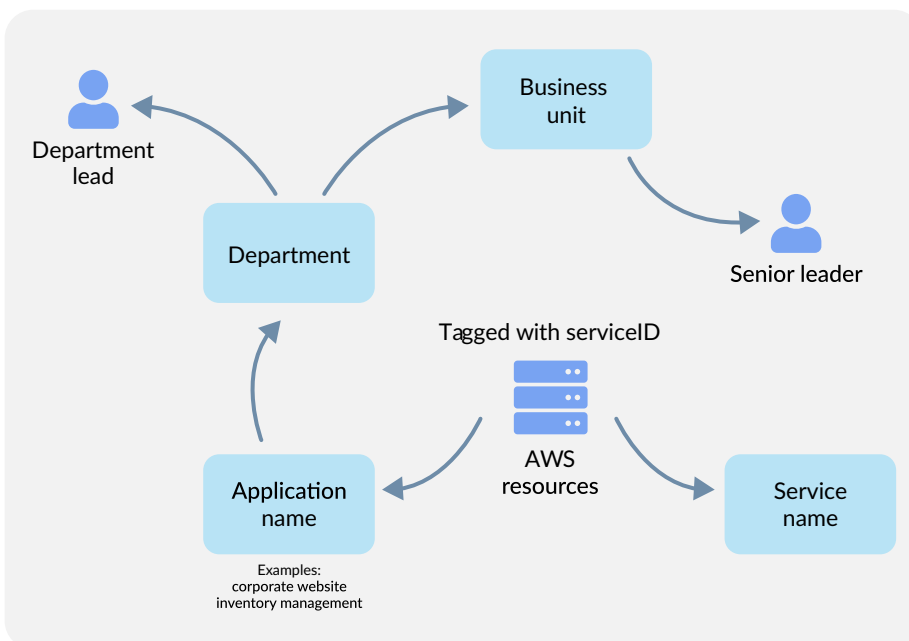 Business
unit
Department
lead
Department
Senior leader
Tagged with serviceID
AWS
resources
Application
name
Service
name
Examples:
corporate website
inventory management